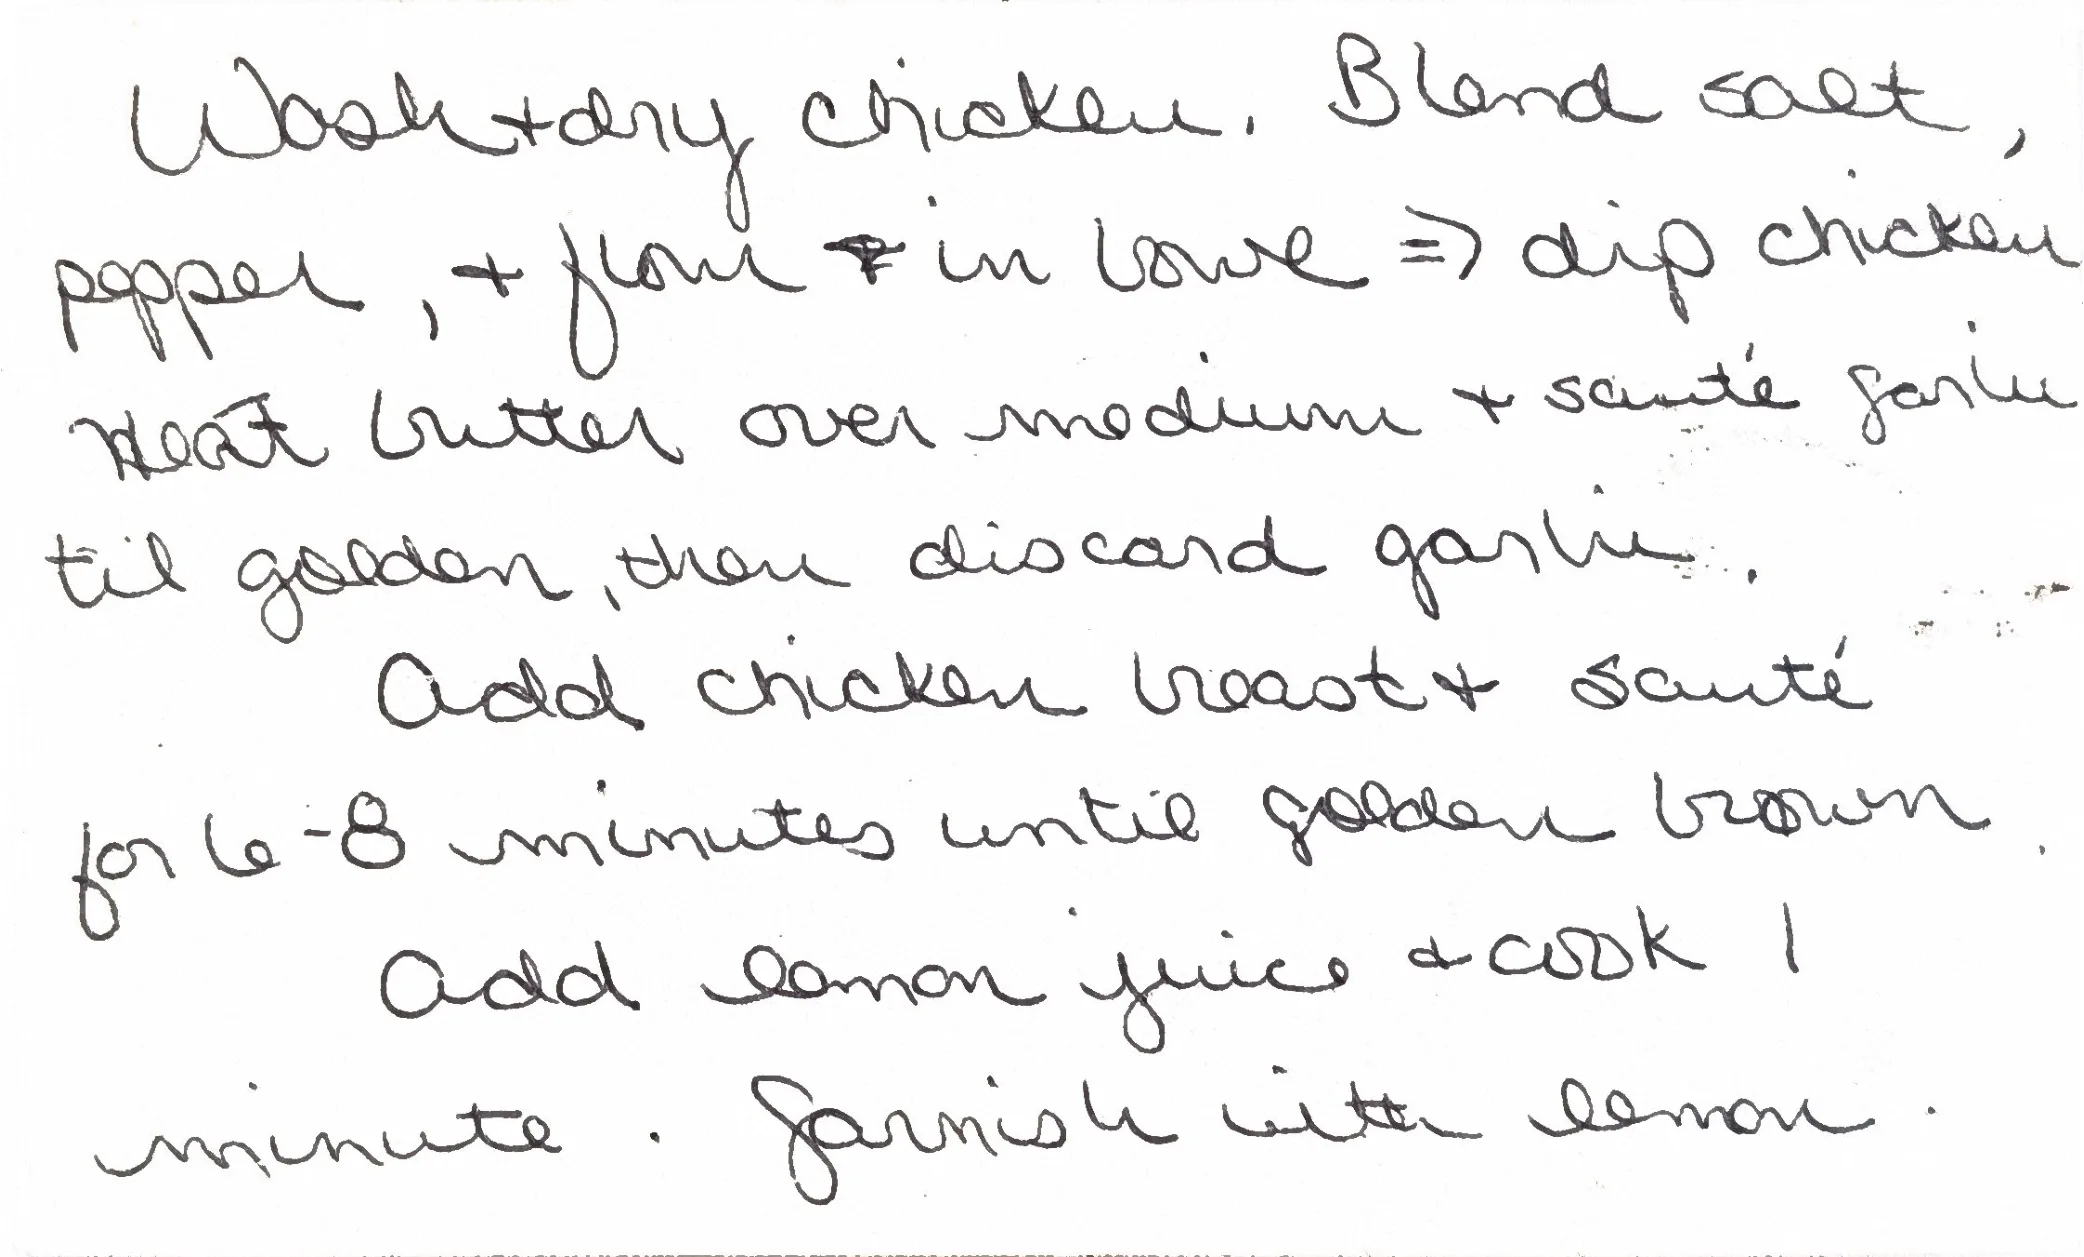 Wash + dry chicken. Blend salt,
pepper, + flour in bowl => dip chicken
Heat butter over medium + sauté garlic
til golden, then discard garlic.
Add chicken breast + sauté
for 6-8 minutes until golden brown.
Add lemon juice + cook 1
minute. Garnish with lemon.